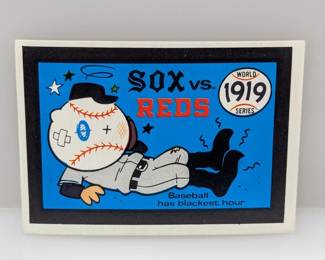 SOX vs.
REDS
WORLD
1919
SERIES
Baseball
has blackest hour